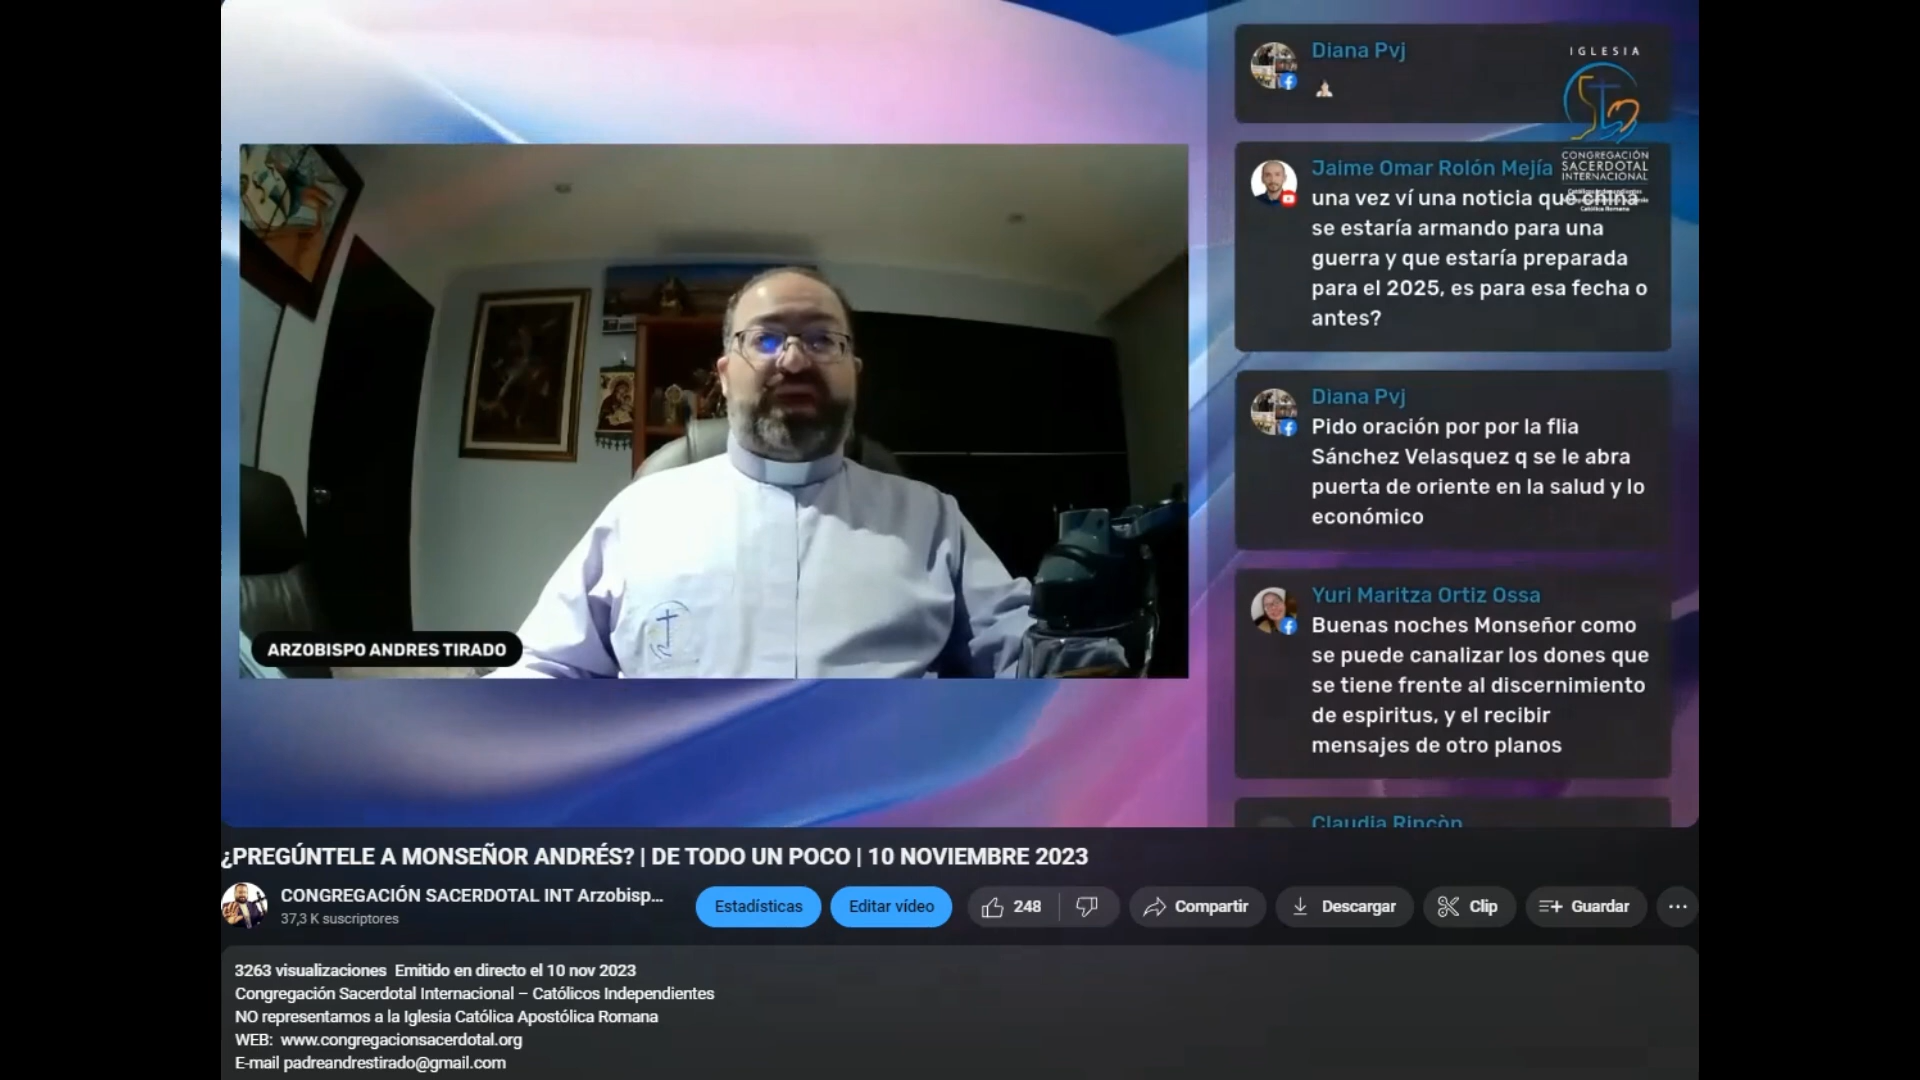 Diana Pvj
IGLESIA
CONGREGACIÓN
SACERDOTAL
INTERNACIONAL
Jaime Omar Rolón Mejía
una vez ví una noticia que china
se estaría armando para una
guerra y que estaría preparada
para el 2025, es para esa fecha o
antes?
Diana Pvj
Pido oración por por la flia
Sánchez Velasquez q se le abra
puerta de oriente en la salud y lo
económico
Yuri Maritza Ortiz Ossa
Buenas noches Monseñor como
se puede canalizar los dones que
se tiene frente al discernimiento
de espiritus, y el recibir
mensajes de otro planos
Claudia Rincòn
ARZOBISPO ANDRES TIRADO
¿PREGÚNTELE A MONSEÑOR ANDRÉS? | DE TODO UN POCO | 10 NOVIEMBRE 2023
CONGREGACIÓN SACERDOTAL INT Arzobisp...
37,3 K suscriptores
Estadísticas
Editar vídeo
248
Compartir
Descargar
Clip
Guardar
3263 visualizaciones Emitido en directo el 10 nov 2023
Congregación Sacerdotal Internacional – Católicos Independientes
NO representamos a la Iglesia Católica Apostólica Romana
WEB: www.congregacionsacerdotal.org
E-mail padreandrestirado@gmail.com